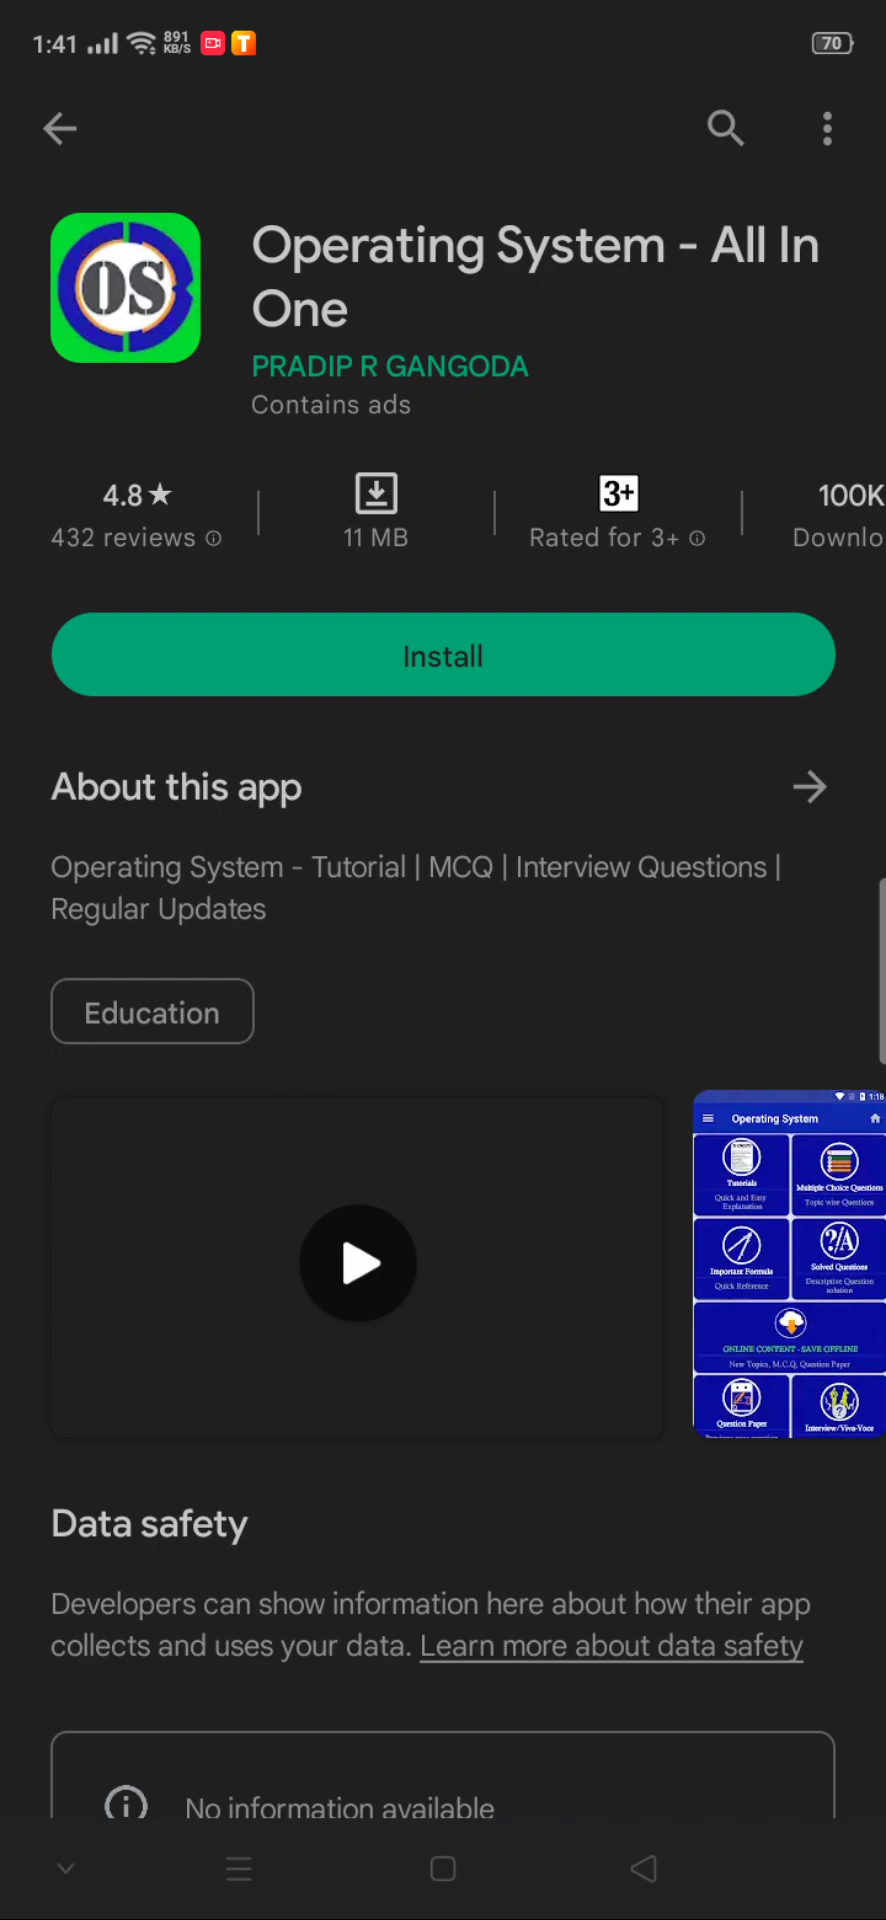 1:41 891 KB/S T 70
OS
Operating System - All In
One
PRADIP R GANGODA
Contains ads
4.8★ 3+ 100K
432 reviews 11 MB Rated for 3+ Downlo
Install
About this app
Operating System - Tutorial | MCQ | Interview Questions |
Regular Updates
Education
1:18
Operating System
Tutorials Multiple Choice Questions
Quick and Easy Explanation Topic wise Questions
?/A
Important Formula Solved Questions
Quick Reference Descriptive Question solution
ONLINE CONTENT - SAVE OFFLINE
New Topics, M.C.Q, Question Paper
Question Paper Interview/Viva-Voce
Data safety
Developers can show information here about how their app
collects and uses your data. Learn more about data safety
No information available